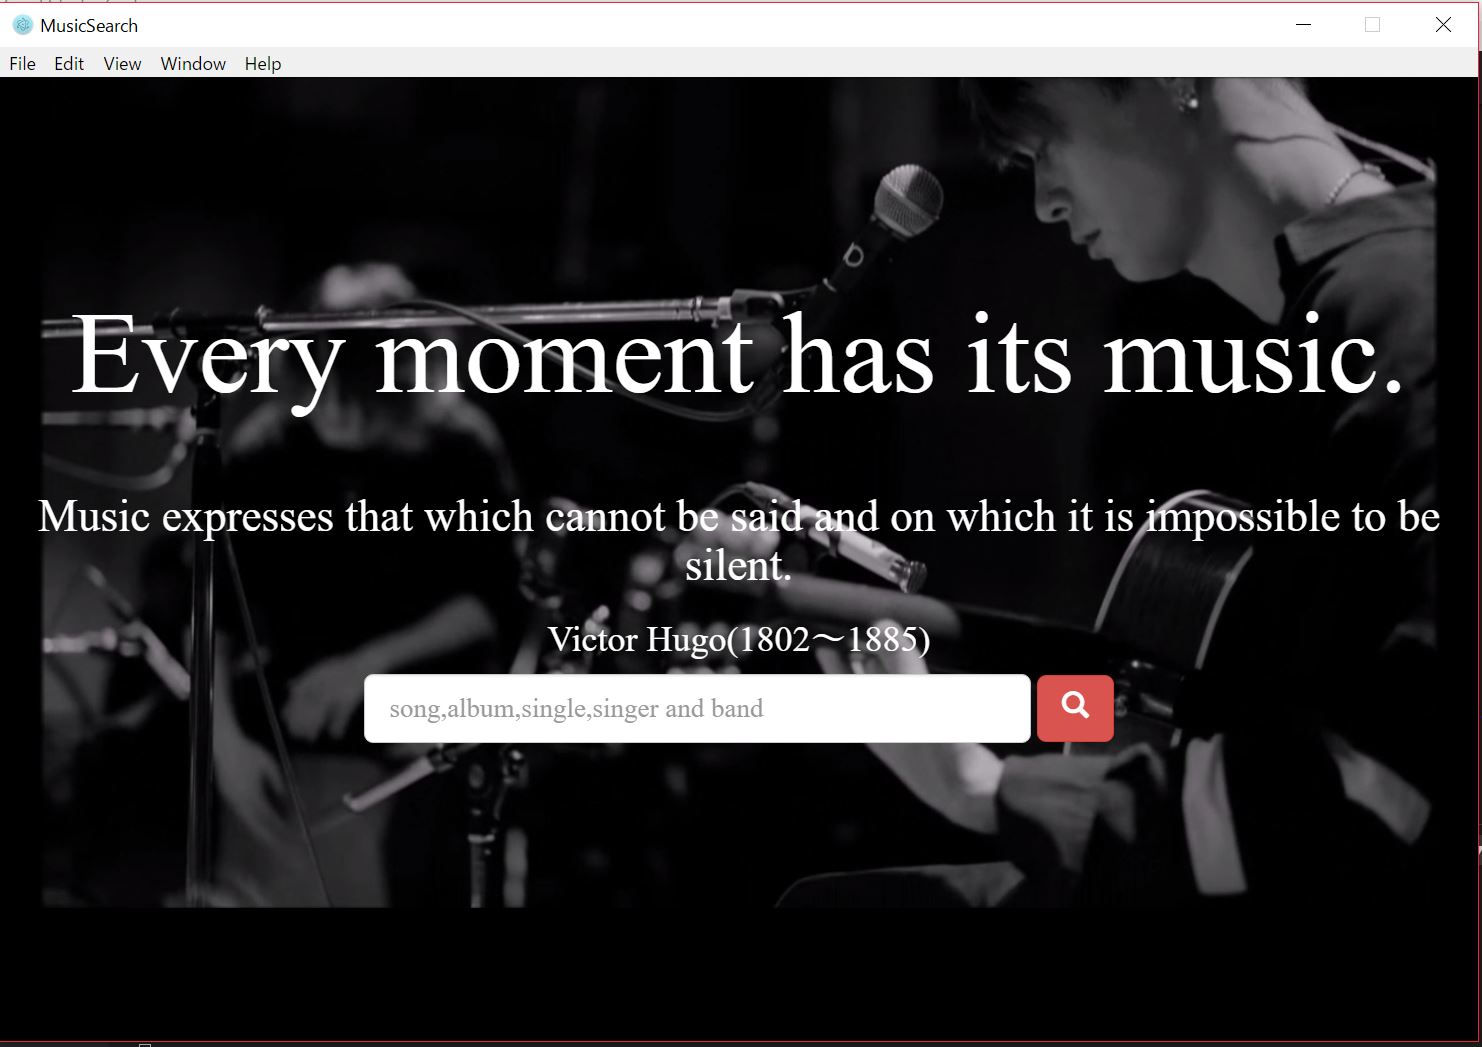 MusicSearch
File Edit View Window Help
Every moment has its music.
Music expresses that which cannot be said and on which it is impossible to be
silent.
Victor Hugo(1802～1885)
song,album,single,singer and band